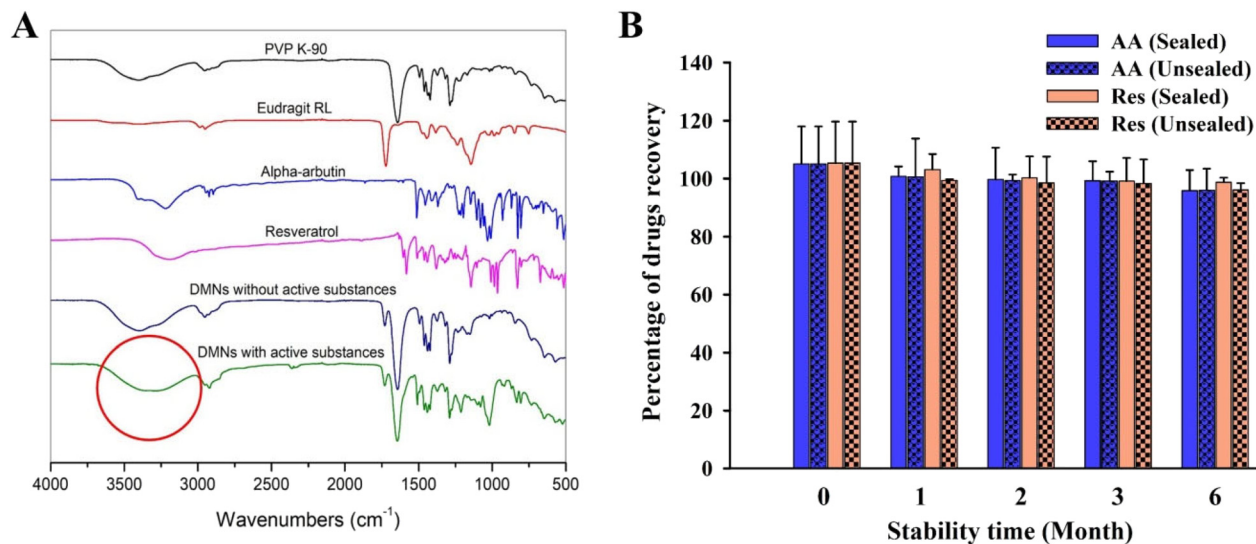 A
PVP K-90
Eudragit RL
Alpha-arbutin
Resveratrol
DMNs without active substances
DMNs with active substances
4000 3500 3000 2500 2000 1500 1000 500
Wavenumbers (cm⁻¹)
B
AA (Sealed)
AA (Unsealed)
Res (Sealed)
Res (Unsealed)
Percentage of drugs recovery
140
120
100
80
60
40
20
0
0 1 2 3 6
Stability time (Month)